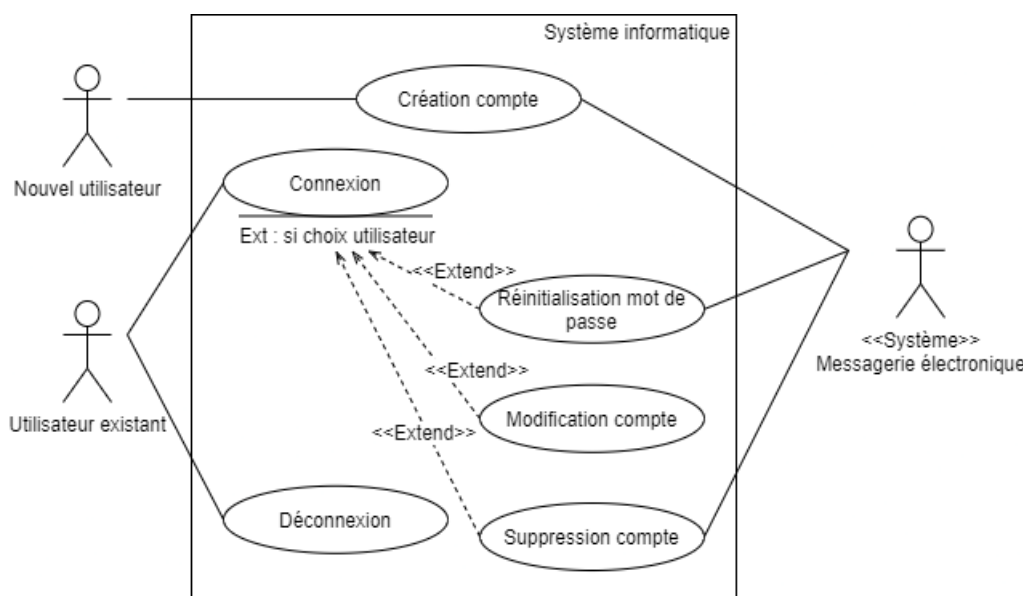 Système informatique
Création compte
Nouvel utilisateur
Connexion
Ext : si choix utilisateur
<<Extend>>
Réinitialisation mot de
passe
<<Système>>
Messagerie électronique
<<Extend>>
Utilisateur existant
Modification compte
<<Extend>>
Déconnexion
Suppression compte